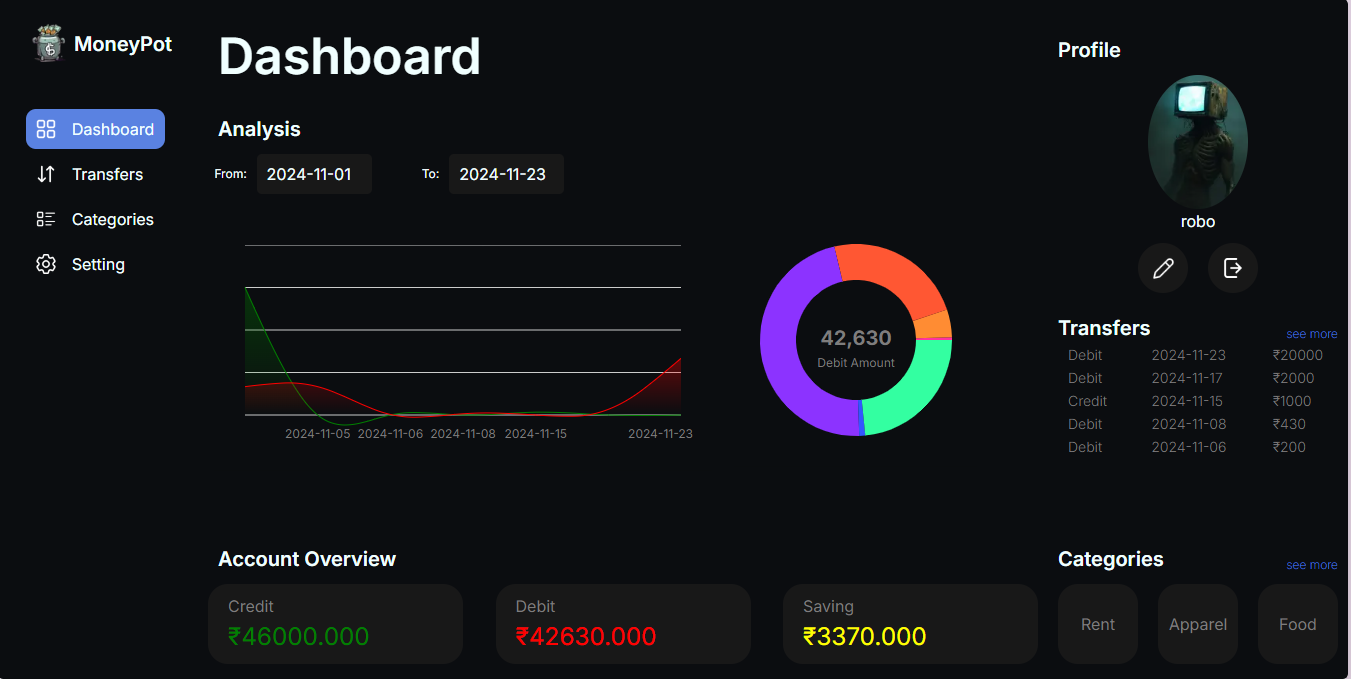 MoneyPot
Dashboard
Transfers
Categories
Setting
Dashboard
Analysis
From: 2024-11-01 To: 2024-11-23
2024-11-05 2024-11-06 2024-11-08 2024-11-15 2024-11-23
42,630
Debit Amount
Account Overview
Credit
₹46000.000
Debit
₹42630.000
Saving
₹3370.000
Profile
robo
Transfers see more
Debit 2024-11-23 ₹20000
Debit 2024-11-17 ₹2000
Credit 2024-11-15 ₹1000
Debit 2024-11-08 ₹430
Debit 2024-11-06 ₹200
Categories see more
Rent Apparel Food